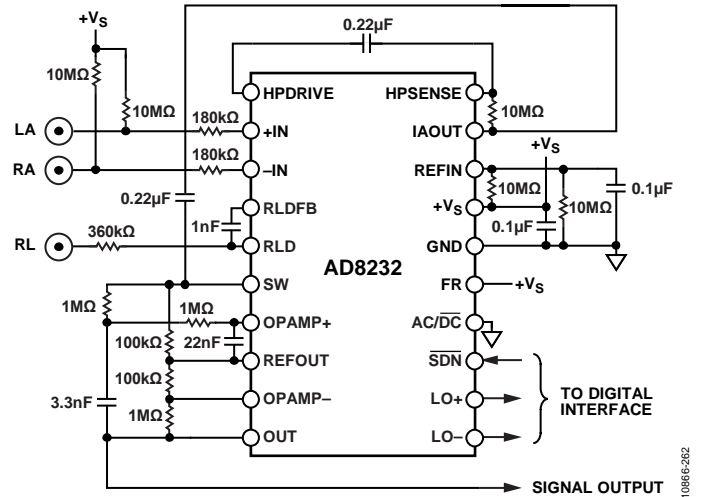 +VS
0.22µF
10MΩ
10MΩ
HPDRIVE
HPSENSE
10MΩ
LA
180kΩ
+IN
IAOUT
+VS
RA
180kΩ
–IN
REFIN
10MΩ
0.1µF
0.22µF
RLDFB
+VS
10MΩ
1nF
0.1µF
RL
360kΩ
RLD
GND
AD8232
SW
FR
+VS
1MΩ
1MΩ
OPAMP+
AC/DC
100kΩ
22nF
REFOUT
SDN
100kΩ
3.3nF
OPAMP–
LO+
TO DIGITAL
INTERFACE
1MΩ
OUT
LO–
SIGNAL OUTPUT
10866-262